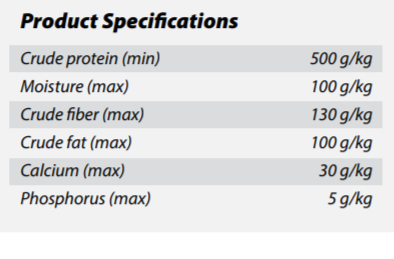 Product Specifications
Crude protein (min) 500 g/kg
Moisture (max) 100 g/kg
Crude fiber (max) 130 g/kg
Crude fat (max) 100 g/kg
Calcium (max) 30 g/kg
Phosphorus (max) 5 g/kg